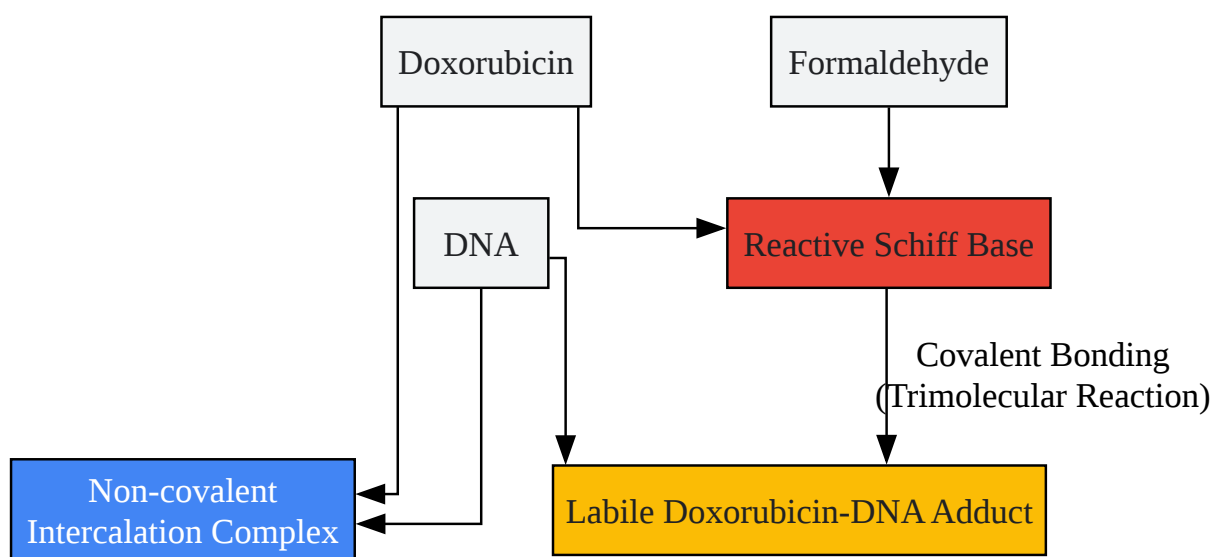 Doxorubicin
Formaldehyde
DNA
Reactive Schiff Base
Covalent Bonding
(Trimolecular Reaction)
Non-covalent
Intercalation Complex
Labile Doxorubicin-DNA Adduct